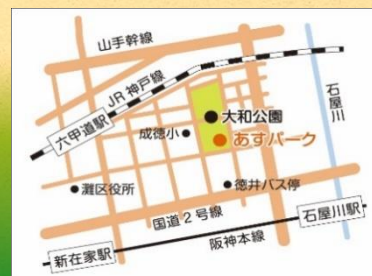 山手幹線
JR神戸線
石屋川
六甲道駅
大和公園
成徳小
あすパーク
灘区役所
徳井バス停
国道2号線
石屋川駅
阪神本線
新在家駅